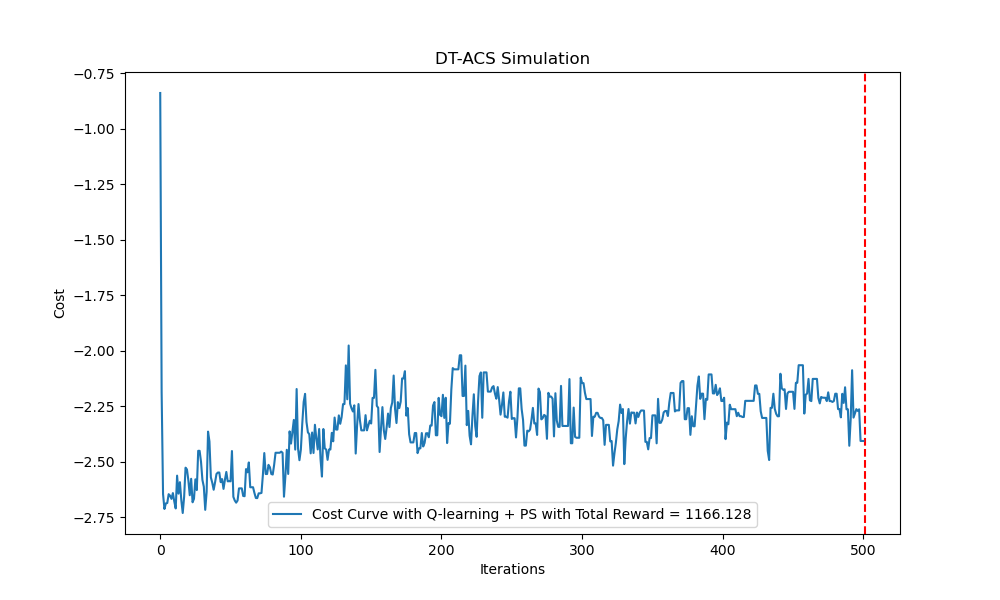 DT-ACS Simulation
−0.75
−1.00
−1.25
−1.50
−1.75
−2.00
−2.25
−2.50
−2.75
Cost
Cost Curve with Q-learning + PS with Total Reward = 1166.128
0 100 200 300 400 500
Iterations